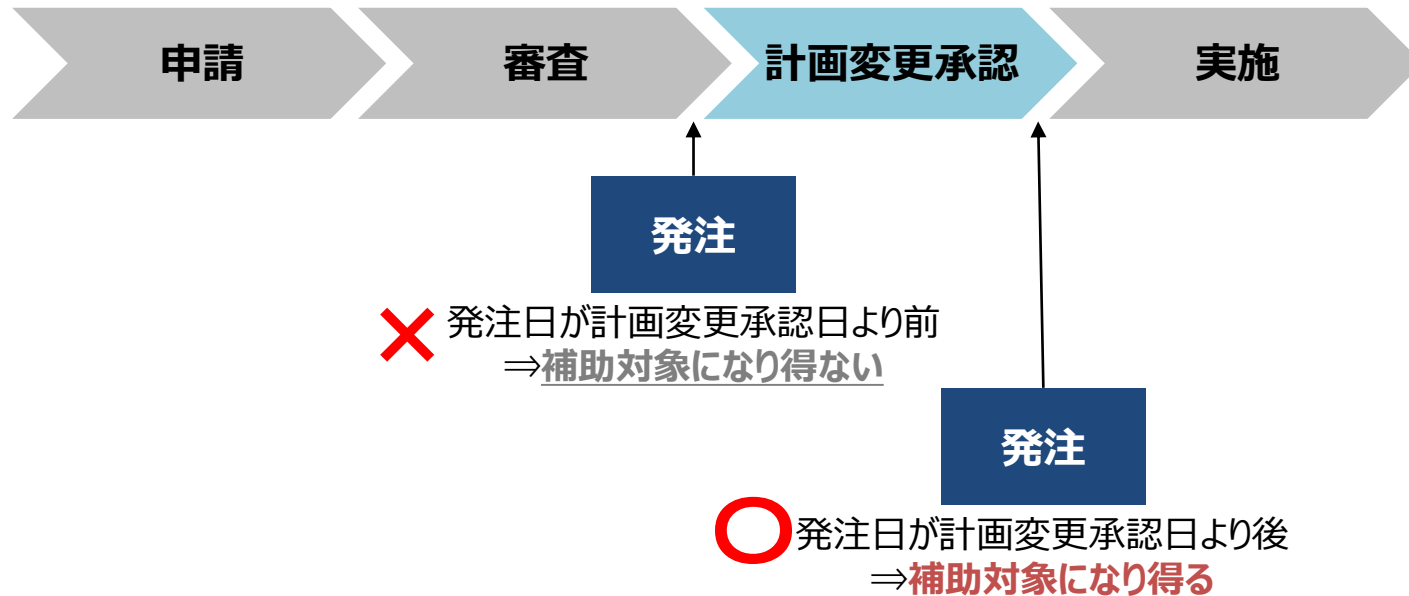 申請
審査
計画変更承認
実施
発注
× 発注日が計画変更承認日より前
⇒補助対象になり得ない
発注
発注日が計画変更承認日より後
⇒補助対象になり得る